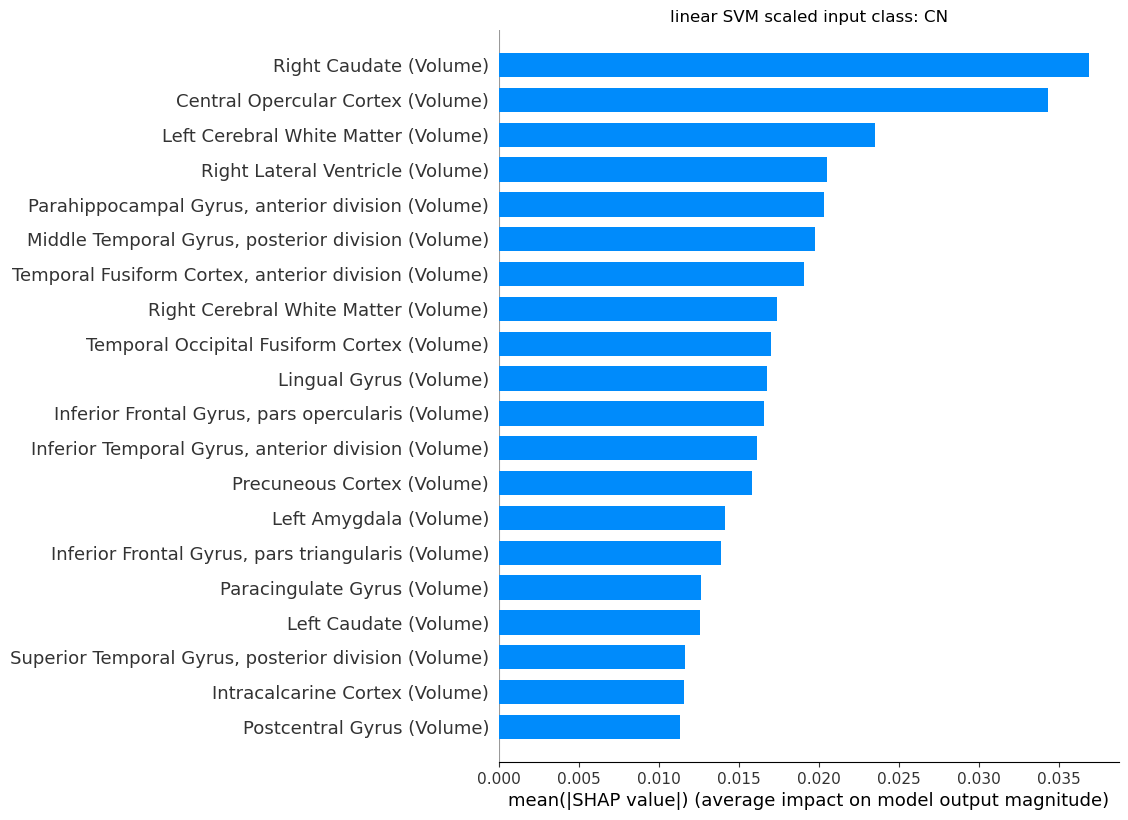 linear SVM scaled input class: CN
Right Caudate (Volume)
Central Opercular Cortex (Volume)
Left Cerebral White Matter (Volume)
Right Lateral Ventricle (Volume)
Parahippocampal Gyrus, anterior division (Volume)
Middle Temporal Gyrus, posterior division (Volume)
Temporal Fusiform Cortex, anterior division (Volume)
Right Cerebral White Matter (Volume)
Temporal Occipital Fusiform Cortex (Volume)
Lingual Gyrus (Volume)
Inferior Frontal Gyrus, pars opercularis (Volume)
Inferior Temporal Gyrus, anterior division (Volume)
Precuneous Cortex (Volume)
Left Amygdala (Volume)
Inferior Frontal Gyrus, pars triangularis (Volume)
Paracingulate Gyrus (Volume)
Left Caudate (Volume)
Superior Temporal Gyrus, posterior division (Volume)
Intracalcarine Cortex (Volume)
Postcentral Gyrus (Volume)
0.000 0.005 0.010 0.015 0.020 0.025 0.030 0.035
mean(|SHAP value|) (average impact on model output magnitude)